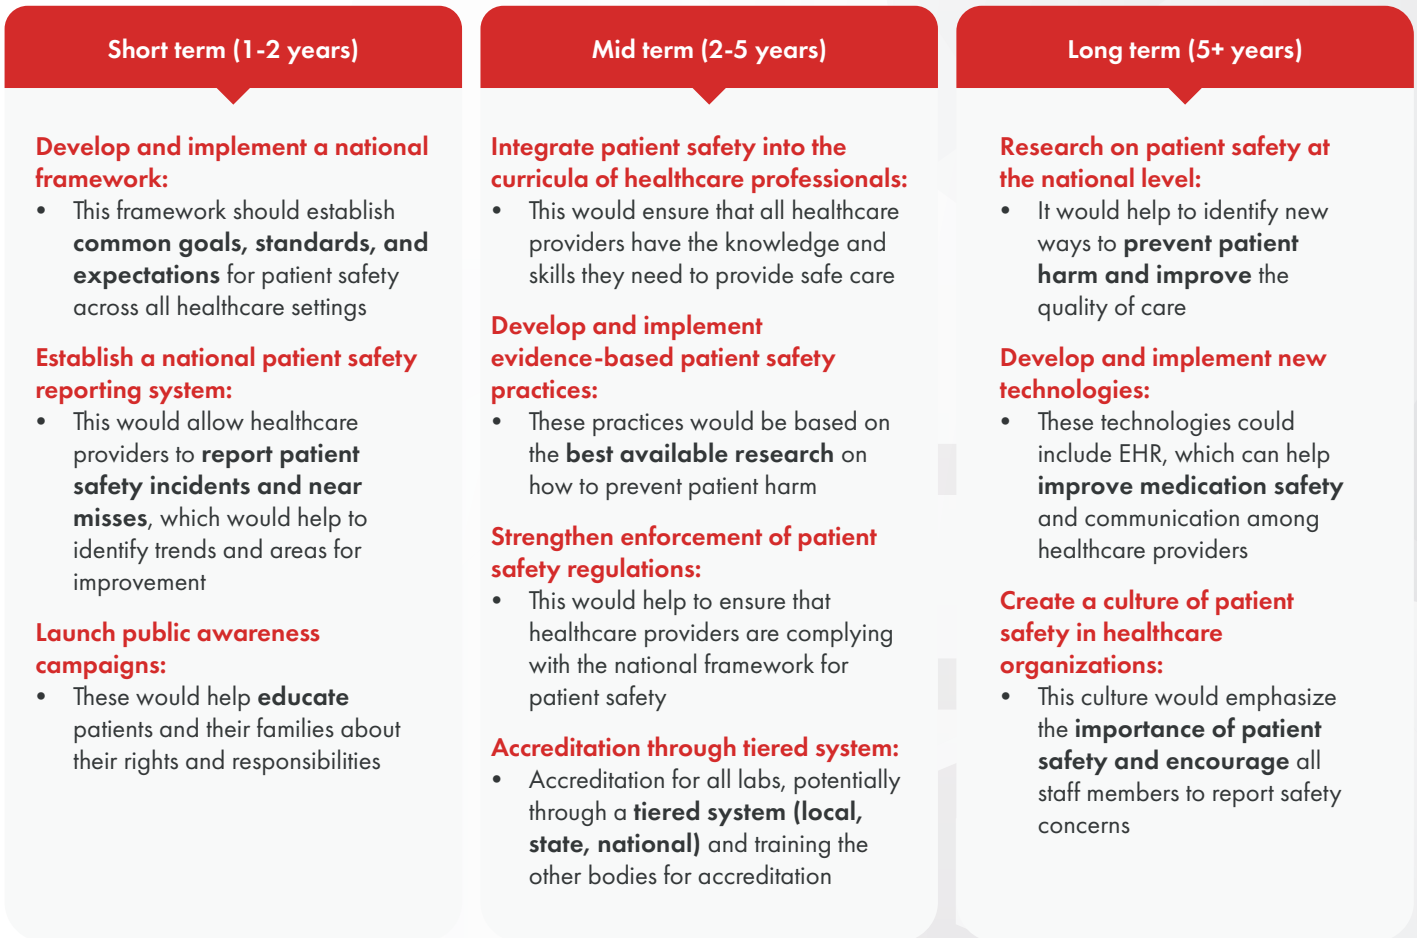 Short term (1-2 years)
Develop and implement a national
framework:
• This framework should establish
common goals, standards, and
expectations for patient safety
across all healthcare settings
Establish a national patient safety
reporting system:
• This would allow healthcare
providers to report patient
safety incidents and near
misses, which would help to
identify trends and areas for
improvement
Launch public awareness
campaigns:
• These would help educate
patients and their families about
their rights and responsibilities
Mid term (2-5 years)
Integrate patient safety into the
curricula of healthcare professionals:
• This would ensure that all healthcare
providers have the knowledge and
skills they need to provide safe care
Develop and implement
evidence-based patient safety
practices:
• These practices would be based on
the best available research on
how to prevent patient harm
Strengthen enforcement of patient
safety regulations:
• This would help to ensure that
healthcare providers are complying
with the national framework for
patient safety
Accreditation through tiered system:
• Accreditation for all labs, potentially
through a tiered system (local,
state, national) and training the
other bodies for accreditation
Long term (5+ years)
Research on patient safety at
the national level:
• It would help to identify new
ways to prevent patient
harm and improve the
quality of care
Develop and implement new
technologies:
• These technologies could
include EHR, which can help
improve medication safety
and communication among
healthcare providers
Create a culture of patient
safety in healthcare
organizations:
• This culture would emphasize
the importance of patient
safety and encourage all
staff members to report safety
concerns